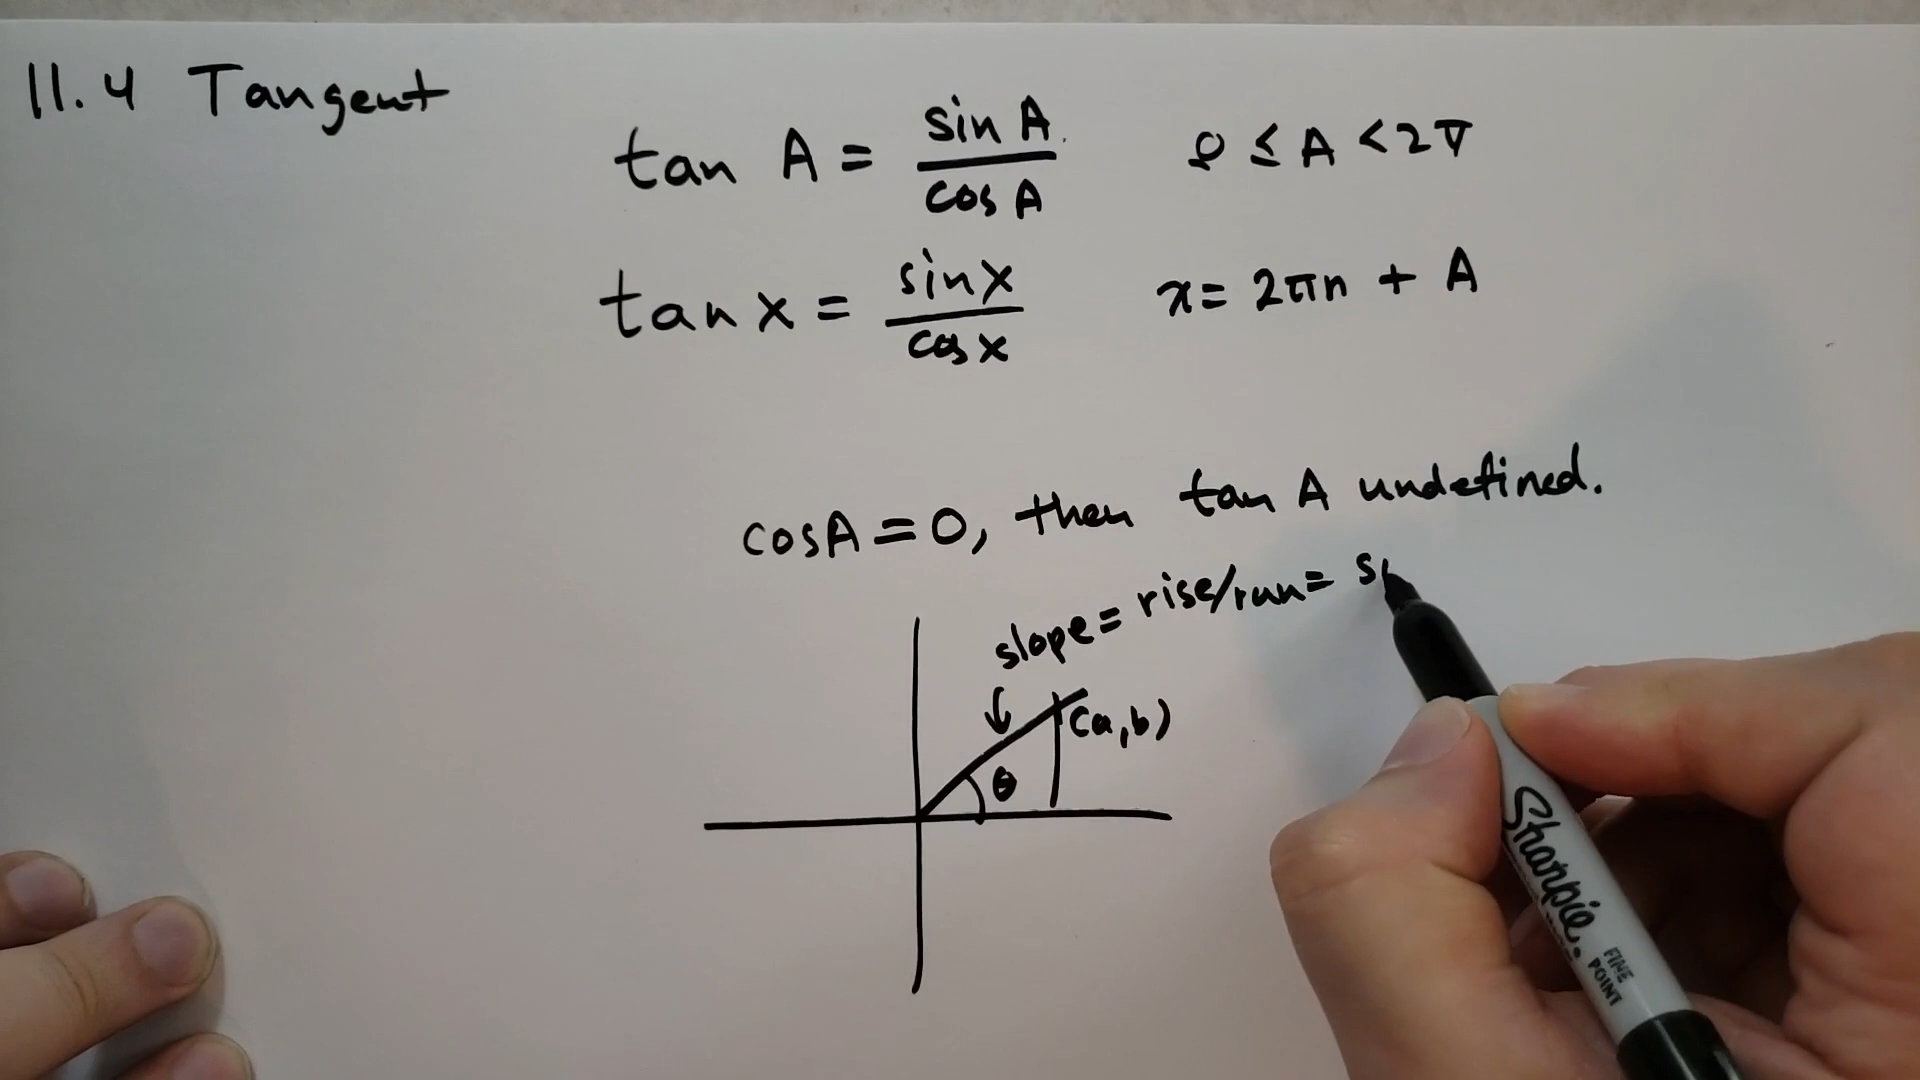 11.4 Tangent
tan A = sin A / cos A    0 ≤ A < 2π
tan x = sin x / cos x    x = 2πn + A
cos A = 0, then tan A undefined.
slope = rise/run = s
(a,b)
θ
Sharpie.
FINE
POINT